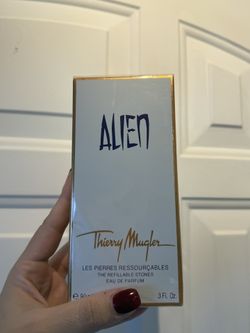 ALIEN
Thierry Mugler
LES PIERRES RESSOURÇABLES
THE REFILLABLE STONES
EAU DE PARFUM
3 Fl. Oz.